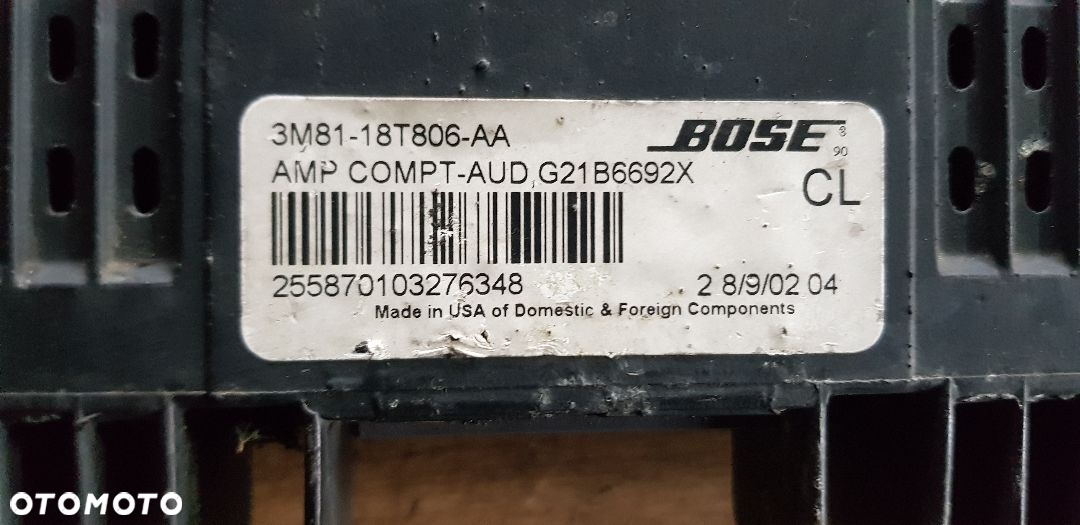 3M81-18T806-AA
BOSE
AMP COMPT-AUD,G21B6692X
CL
255870103276348
2 8/9/02 04
Made in USA of Domestic & Foreign Components
OTOMOTO